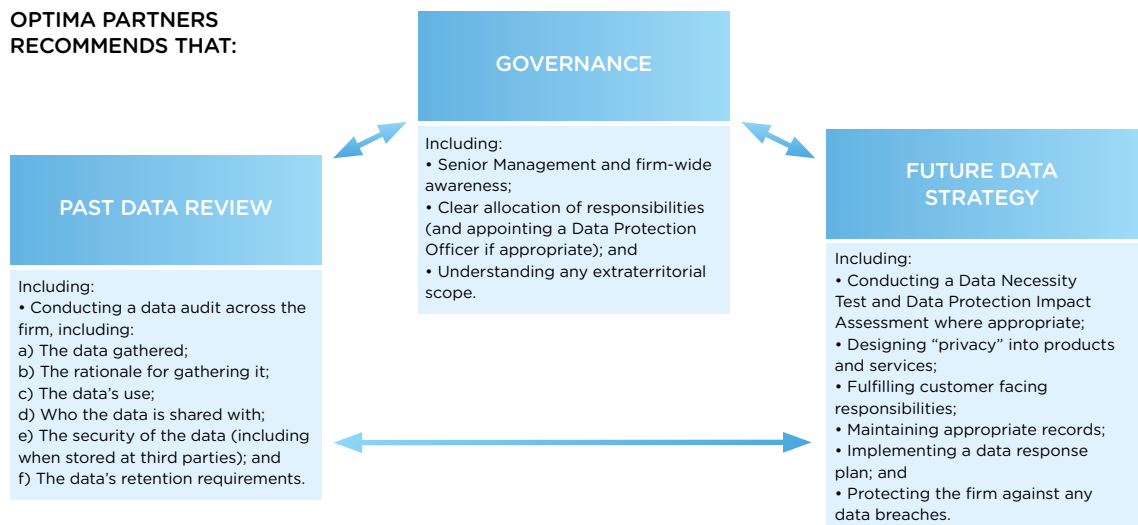 OPTIMA PARTNERS
RECOMMENDS THAT:
GOVERNANCE
Including:
• Senior Management and firm-wide
awareness;
• Clear allocation of responsibilities
(and appointing a Data Protection
Officer if appropriate); and
• Understanding any extraterritorial
scope.
PAST DATA REVIEW
Including:
• Conducting a data audit across the
firm, including:
a) The data gathered;
b) The rationale for gathering it;
c) The data's use;
d) Who the data is shared with;
e) The security of the data (including
when stored at third parties); and
f) The data's retention requirements.
FUTURE DATA
STRATEGY
Including:
• Conducting a Data Necessity
Test and Data Protection Impact
Assessment where appropriate;
• Designing “privacy” into products
and services;
• Fulfilling customer facing
responsibilities;
• Maintaining appropriate records;
• Implementing a data response
plan; and
• Protecting the firm against any
data breaches.